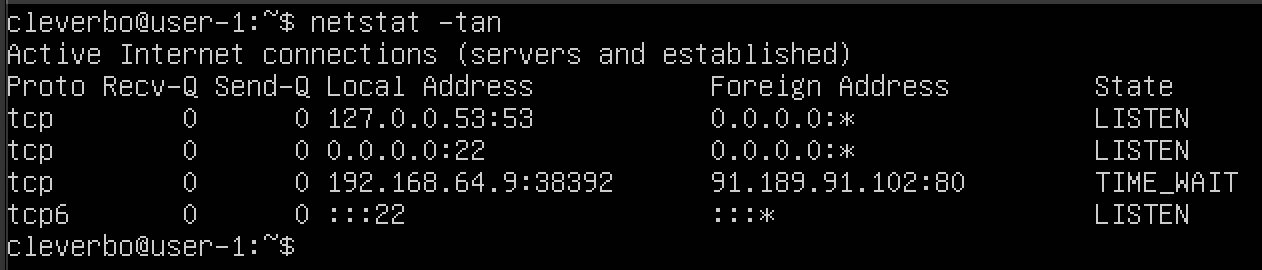 cleverbo@user-1:~$ netstat -tan
Active Internet connections (servers and established)
Proto Recv-Q Send-Q Local Address           Foreign Address         State
tcp        0      0 127.0.0.53:53           0.0.0.0:*               LISTEN
tcp        0      0 0.0.0.0:22              0.0.0.0:*               LISTEN
tcp        0      0 192.168.64.9:38392      91.189.91.102:80        TIME_WAIT
tcp6       0      0 :::22                   :::*                    LISTEN
cleverbo@user-1:~$